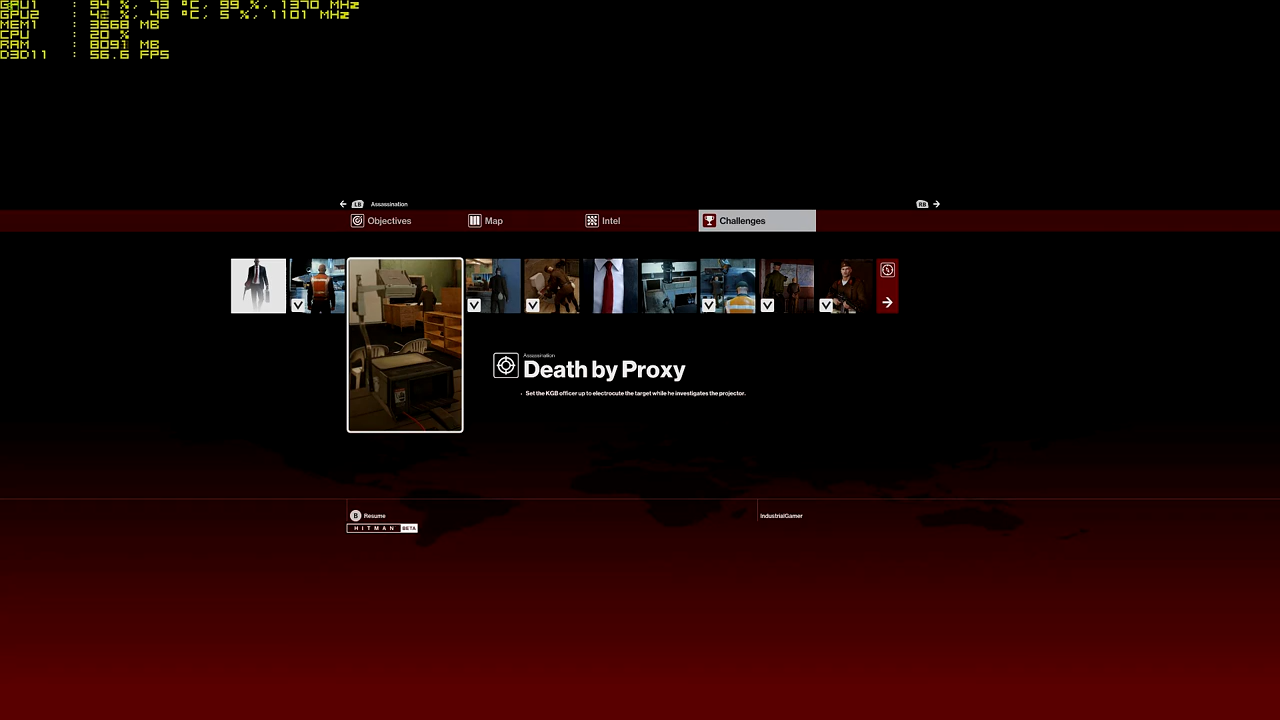 GPU1 : 94 %, 73 °C, 99 %, 1370 MHz
GPU2 : 42 %, 46 °C, 5 %, 1101 MHz
MEM1 : 3568 MB
CPU : 20 %
RAM : 8091 MB
D3D11 : 56.6 FPS
LB Assassination RB
Objectives Map Intel Challenges
Assassination
Death by Proxy
Set the KGB officer up to electrocute the target while he investigates the projector.
B Resume IndustrialGamer
HITMAN BETA